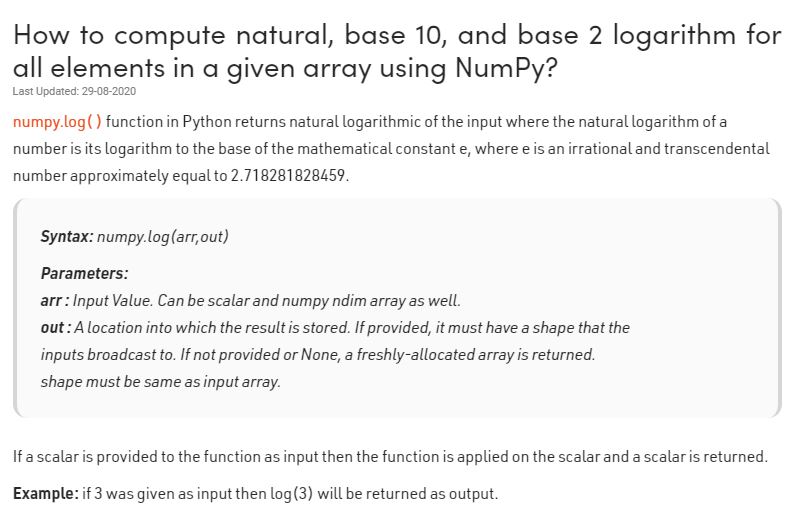 How to compute natural, base 10, and base 2 logarithm for
all elements in a given array using NumPy?
Last Updated: 29-08-2020
numpy.log( ) function in Python returns natural logarithmic of the input where the natural logarithm of a
number is its logarithm to the base of the mathematical constant e, where e is an irrational and transcendental
number approximately equal to 2.718281828459.
Syntax: numpy.log(arr,out)
Parameters:
arr : Input Value. Can be scalar and numpy ndim array as well.
out : A location into which the result is stored. If provided, it must have a shape that the
inputs broadcast to. If not provided or None, a freshly-allocated array is returned.
shape must be same as input array.
If a scalar is provided to the function as input then the function is applied on the scalar and a scalar is returned.
Example: if 3 was given as input then log(3) will be returned as output.